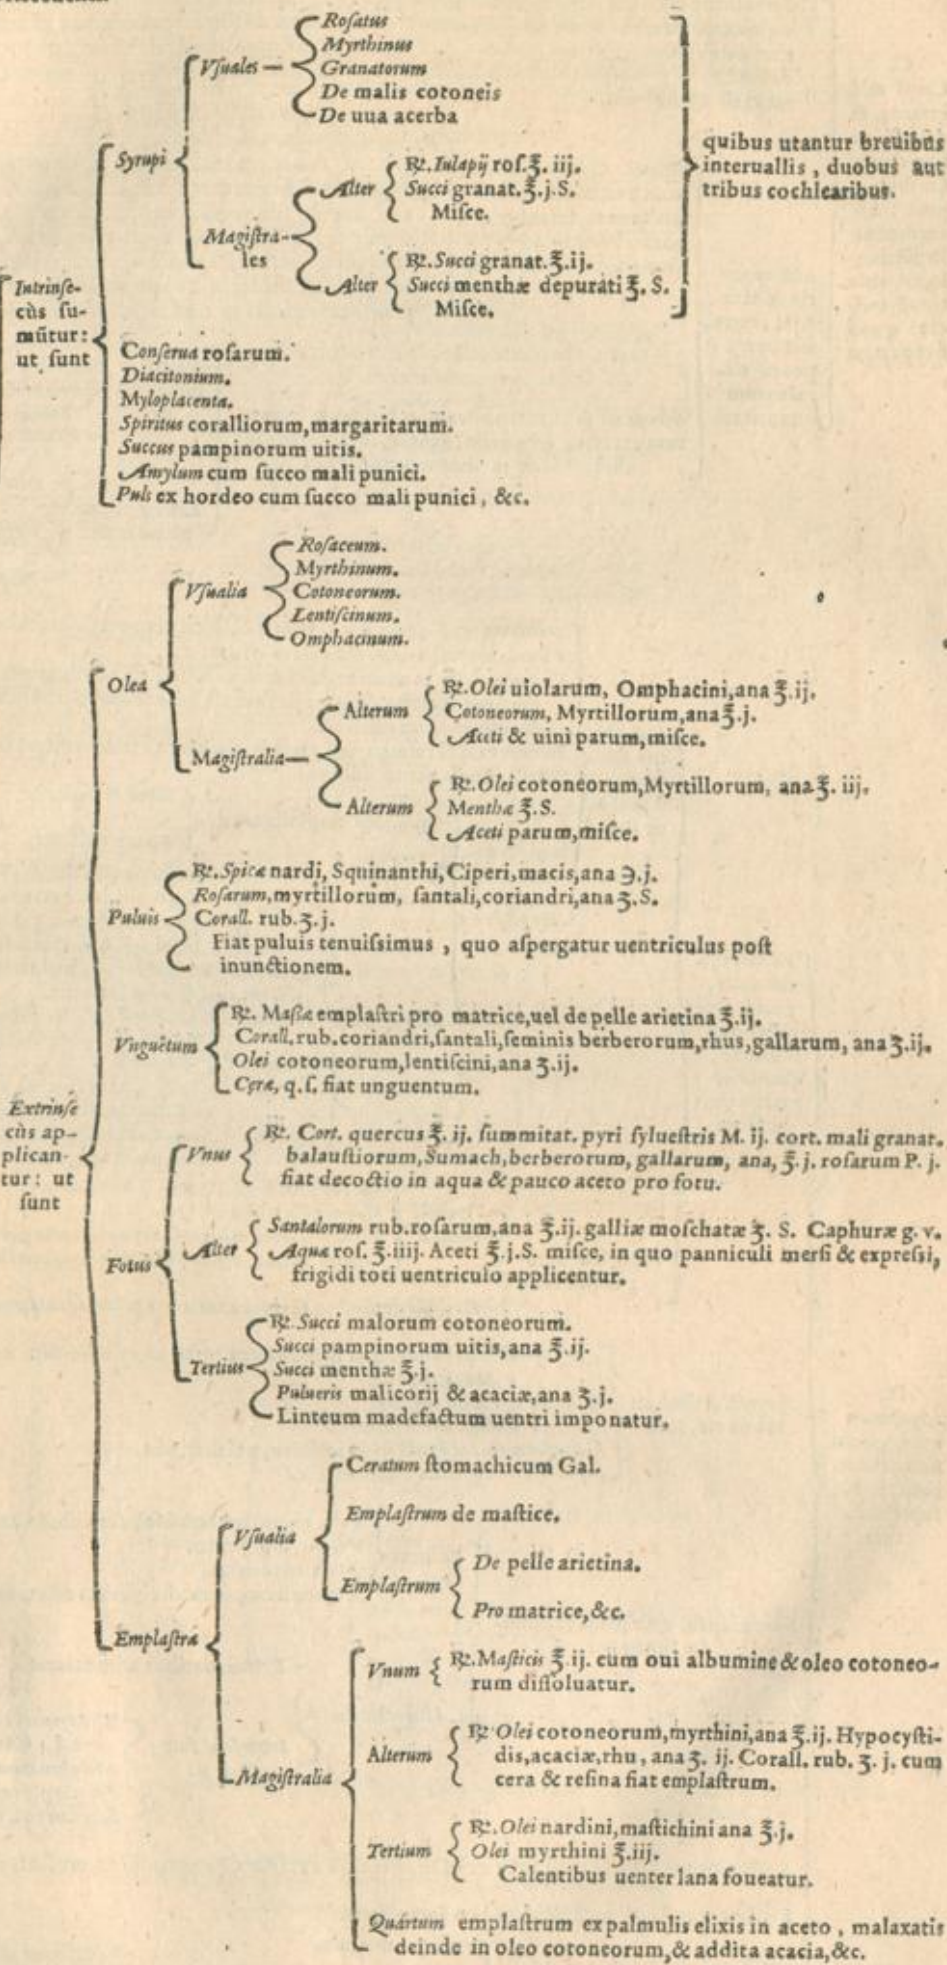 Rosatus
Myrthinus
Vsuales — Granatorum
De malis cotoneis
De uua acerba
quibus utantur breuibus
interuallis, duobus aut
tribus cochlearibus.
Syrupi
Magistra-
les
Alter
℞. Iulapij ros. ℥. iij.
Succi granat. ℥. j. S.
Misce.
Alter
℞. Succi granat. ℥. ij.
Succi menthæ depurati ℥. S.
Misce.
Intrinse-
cùs su-
mũtur:
ut sunt
Conserua rosarum.
Diacitonium.
Myloplacenta.
Spiritus coralliorum, margaritarum.
Succus pampinorum uitis.
Amylum cum succo mali punici.
Puls ex hordeo cum succo mali punici, &c.
Rosaceum.
Myrthinum.
Vsualia Cotoneorum.
Lentiscinum.
Omphacinum.
Olea
Magistralia—
Alterum
℞. Olei uiolarum, Omphacini, ana ℥. ij.
Cotoneorum, Myrtillorum, ana ℥. j.
Aceti & uini parum, misce.
Alterum
℞. Olei cotoneorum, Myrtillorum, ana ℥. iij.
Menthæ ℥. S.
Aceti parum, misce.
Puluis
℞. Spicæ nardi, Squinanthi, Ciperi, macis, ana ℈. j.
Rosarum, myrtillorum, santali, coriandri, ana ʒ. S.
Corall. rub. ʒ. j.
Fiat puluis tenuissimus, quo aspergatur uentriculus post
inunctionem.
Vnguẽtum
℞. Massæ emplastri pro matrice, uel de pelle arietina ℥. ij.
Corall. rub. coriandri, santali, seminis berberorum, rhus, gallarum, ana ʒ. ij.
Olei cotoneorum, lentiscini, ana ʒ. ij.
Ceræ, q. s. fiat unguentum.
Extrinse
cùs ap-
plican-
tur: ut
sunt
Fotus
Vnus
℞. Cort. quercus ℥. ij. summitat. pyri syluestris M. ij. cort. mali granat.
balaustiorum, Sumach, berberorum, gallarum, ana, ℥. j. rosarum P. j.
fiat decoctio in aqua & pauco aceto pro fotu.
Alter
Santalorum rub. rosarum, ana ℥. ij. galliæ moschatæ ʒ. S. Caphuræ g. v.
Aquæ ros. ℥. iiij. Aceti ℥. j. S. misce, in quo panniculi mersi & expressi,
frigidi toti uentriculo applicentur.
Tertius
℞. Succi malorum cotoneorum.
Succi pampinorum uitis, ana ℥. ij.
Succi menthæ ℥. j.
Pulueris malicorij & acaciæ, ana ʒ. j.
Linteum madefactum uentri imponatur.
Emplastra
Vsualia
Ceratum stomachicum Gal.
Emplastrum de mastice.
Emplastrum
De pelle arietina.
Pro matrice, &c.
Magistralia
Vnum
℞. Masticis ℥. ij. cum oui albumine & oleo cotoneo-
rum dissoluatur.
Alterum
℞. Olei cotoneorum, myrthini, ana ℥. ij. Hypocysti-
dis, acaciæ, rhu, ana ʒ. ij. Corall. rub. ʒ. j. cum
cera & resina fiat emplastrum.
Tertium
℞. Olei nardini, mastichini ana ℥. j.
Olei myrthini ℥. iij.
Calentibus uenter lana foueatur.
Quártum emplastrum ex palmulis elixis in aceto, malaxatis
deinde in oleo cotoneorum, & addita acacia, &c.